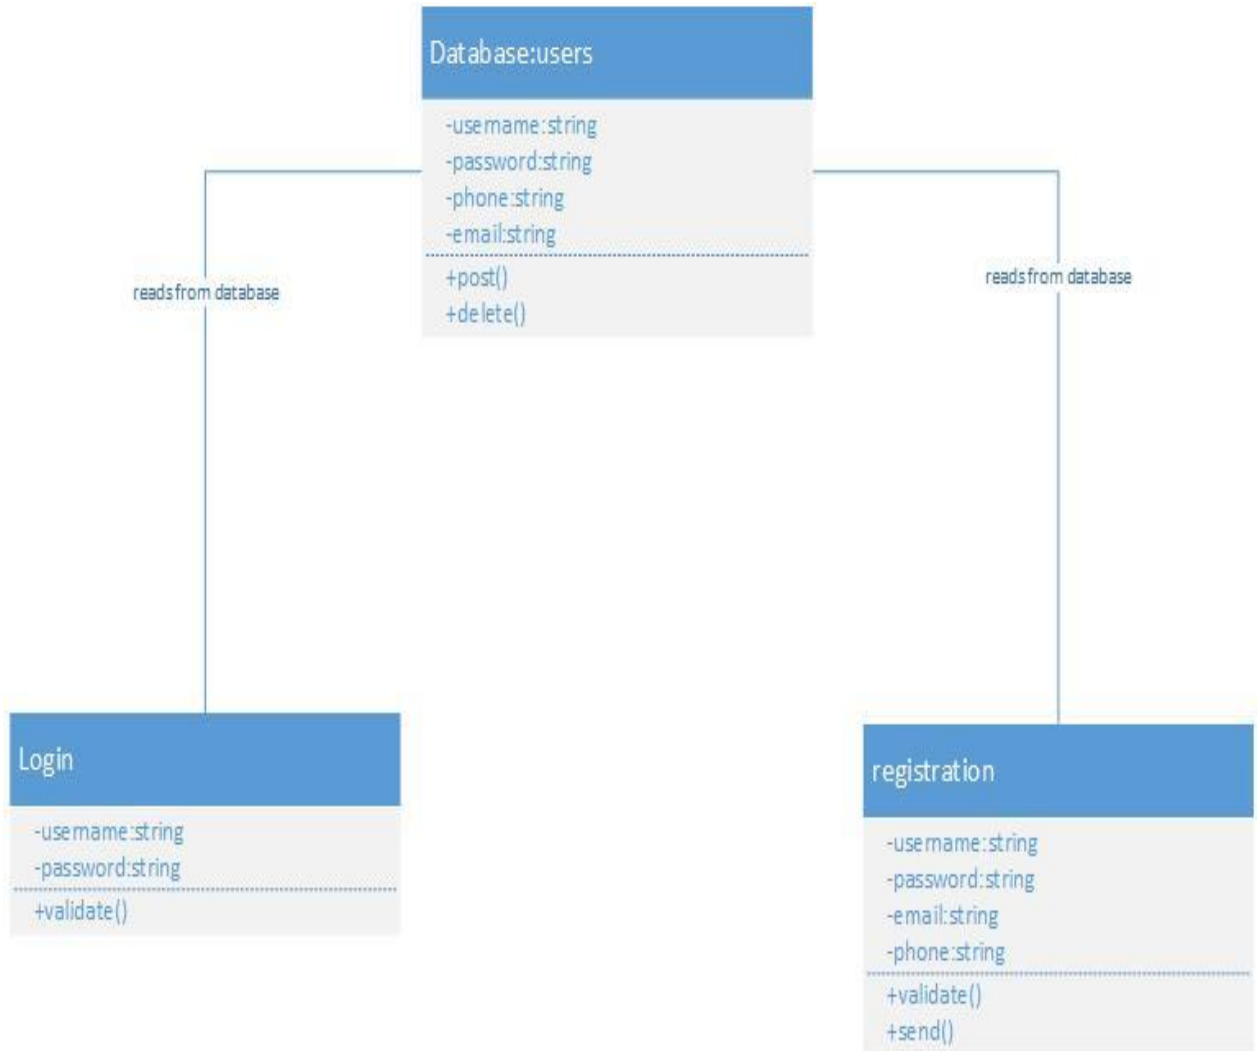 Database:users
-username:string
-password:string
-phone:string
-email:string
+post()
+delete()
reads from database
reads from database
Login
-username:string
-password:string
+validate()
registration
-username:string
-password:string
-email:string
-phone:string
+validate()
+send()